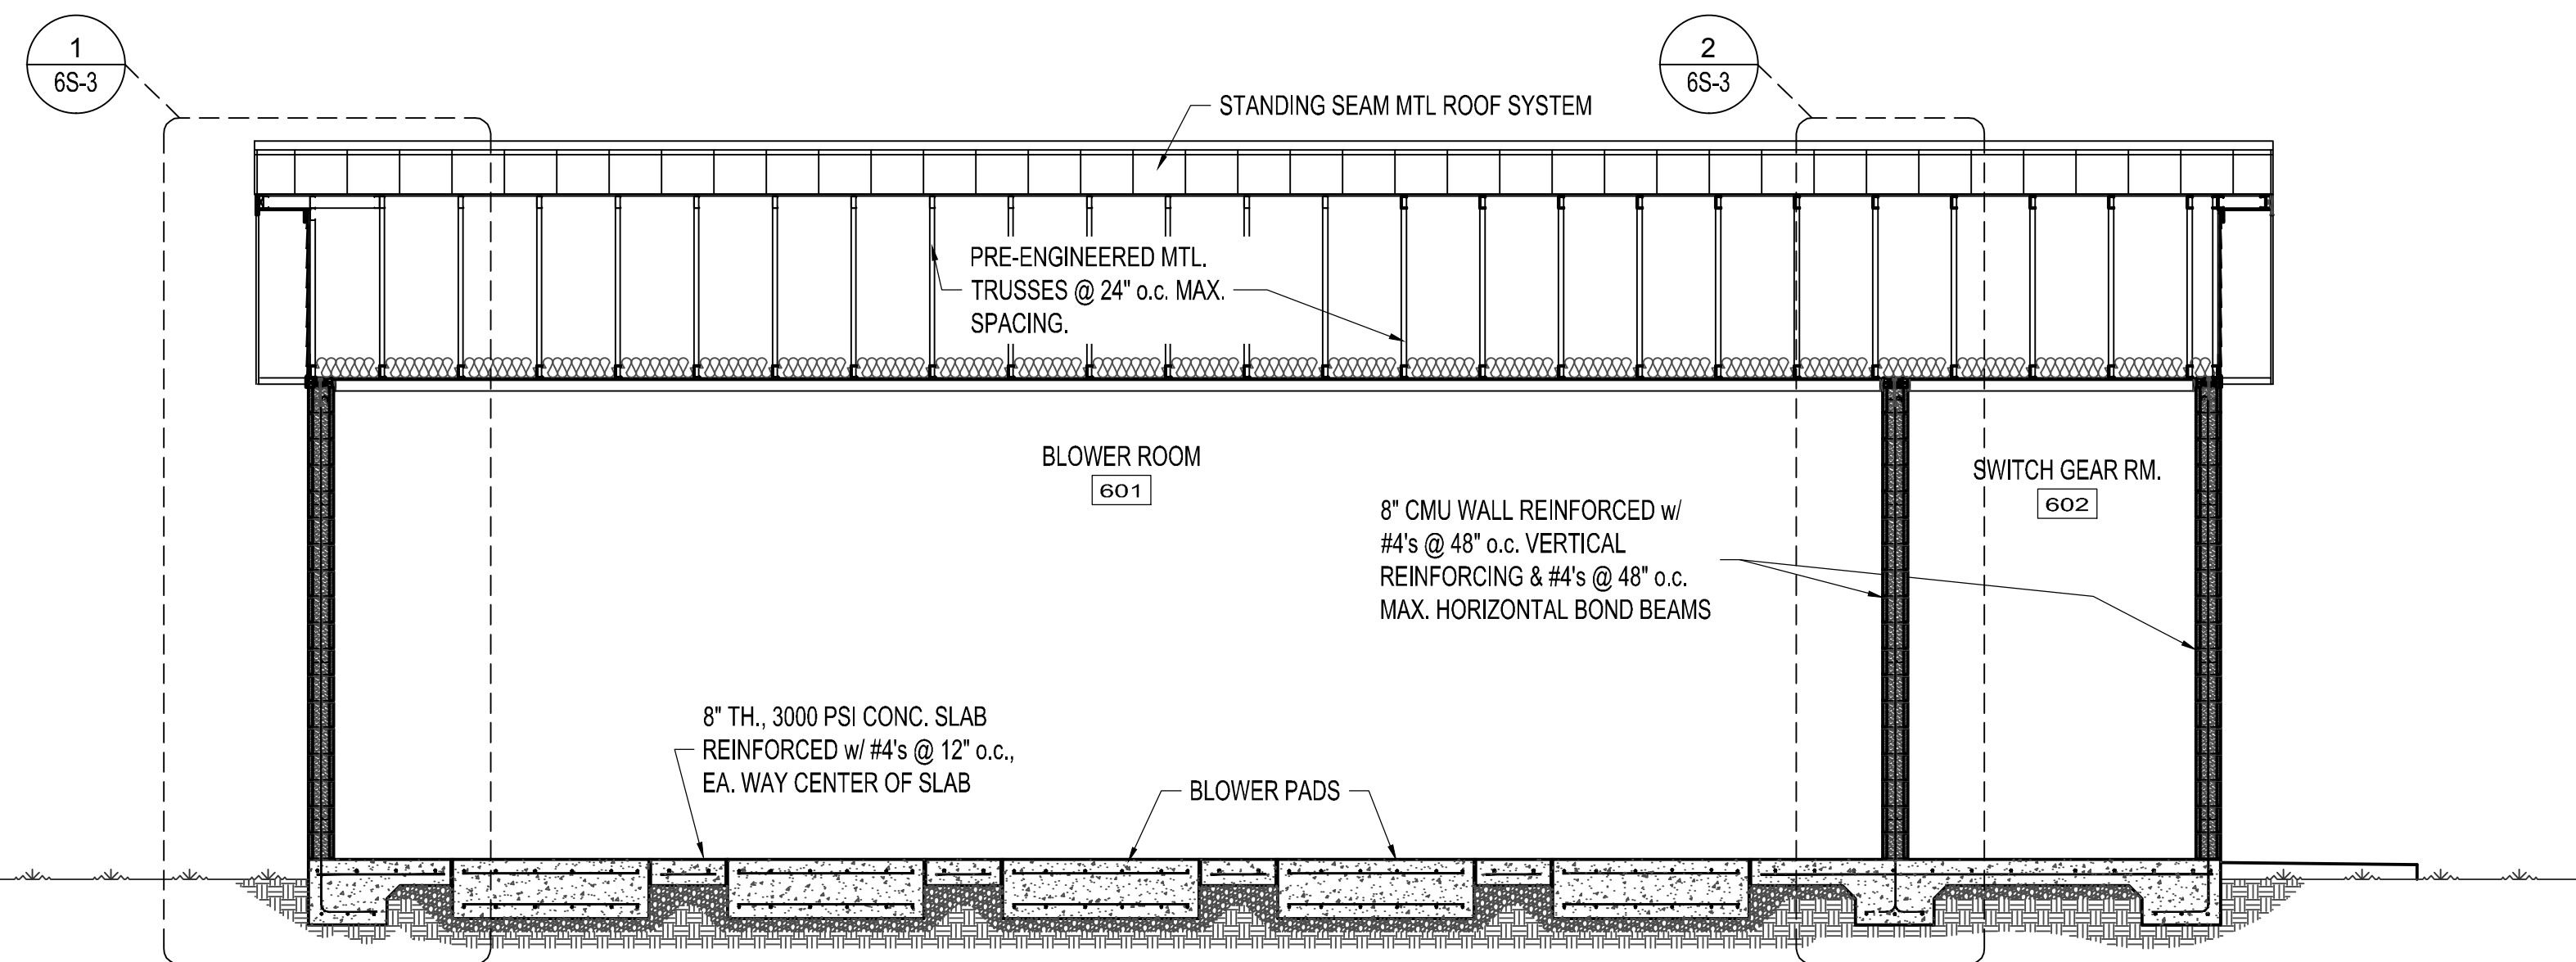 1
6S-3
2
6S-3
STANDING SEAM MTL ROOF SYSTEM
PRE-ENGINEERED MTL.
TRUSSES @ 24" o.c. MAX.
SPACING.
BLOWER ROOM
601
SWITCH GEAR RM.
602
8" CMU WALL REINFORCED w/
#4's @ 48" o.c. VERTICAL
REINFORCING & #4's @ 48" o.c.
MAX. HORIZONTAL BOND BEAMS
8" TH., 3000 PSI CONC. SLAB
REINFORCED w/ #4's @ 12" o.c.,
EA. WAY CENTER OF SLAB
BLOWER PADS